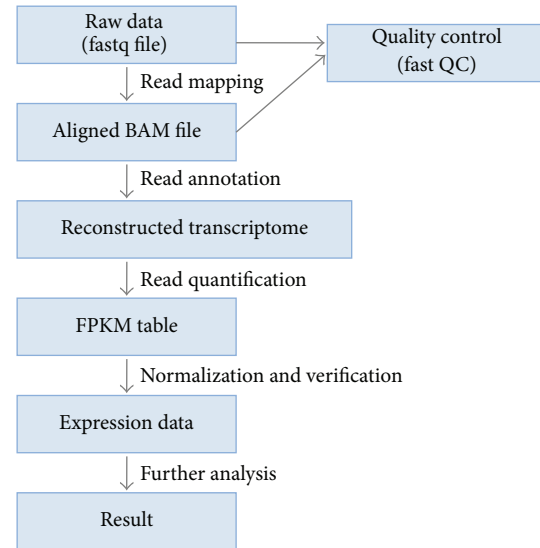 Raw data
(fastq file)
Quality control
(fast QC)
Read mapping
Aligned BAM file
Read annotation
Reconstructed transcriptome
Read quantification
FPKM table
Normalization and verification
Expression data
Further analysis
Result